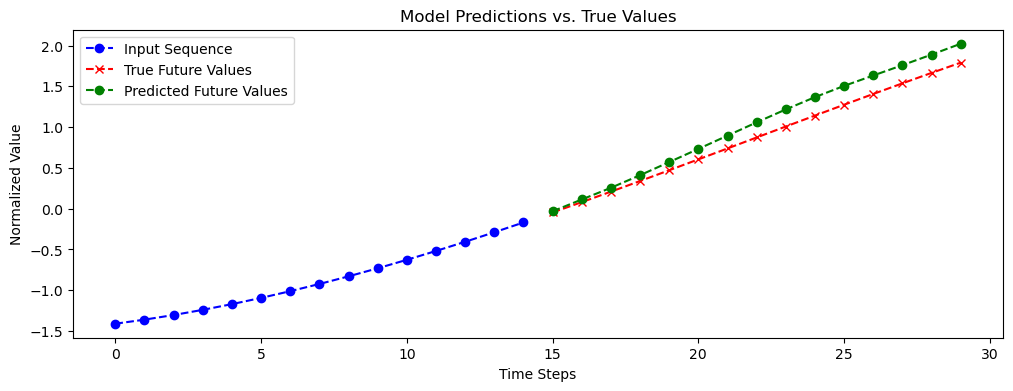 Model Predictions vs. True Values
Input Sequence
True Future Values
Predicted Future Values
Normalized Value
2.0
1.5
1.0
0.5
0.0
−0.5
−1.0
−1.5
0 5 10 15 20 25 30
Time Steps